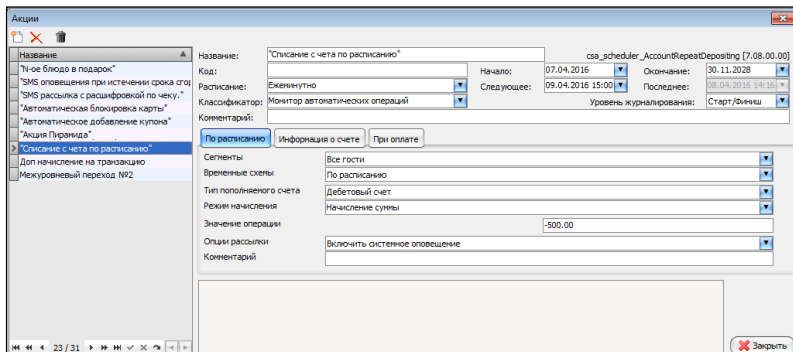 Акции
Название
"N-ое блюдо в подарок"
"SMS оповещения при истечении срока сгор
"SMS рассылка с расшифровкой по чеку."
"Автоматическая блокировка карты"
"Автоматическое добавление купона"
"Акция Пирамида"
"Списание с чета по расписанию"
Доп начисление на транзакцию
Межуровневый переход №2
23 / 31
Название: "Списание с чета по расписанию" csa_scheduler_AccountRepeatDepositing [7.08.00.00]
Код: Начало: 07.04.2016 Окончание: 30.11.2028
Расписание: Ежеминутно Следующее: 09.04.2016 15:00 Последнее: 08.04.2016 14:16
Классификатор: Монитор автоматических операций Уровень журналирования: Старт/Финиш
Комментарий:
По расписанию Информация о счете При оплате
Сегменты Все гости
Временные схемы По расписанию
Тип пополняемого счета Дебетовый счет
Режим начисления Начисление суммы
Значение операции -500.00
Опции рассылки Включить системное оповещение
Комментарий
Закрыть